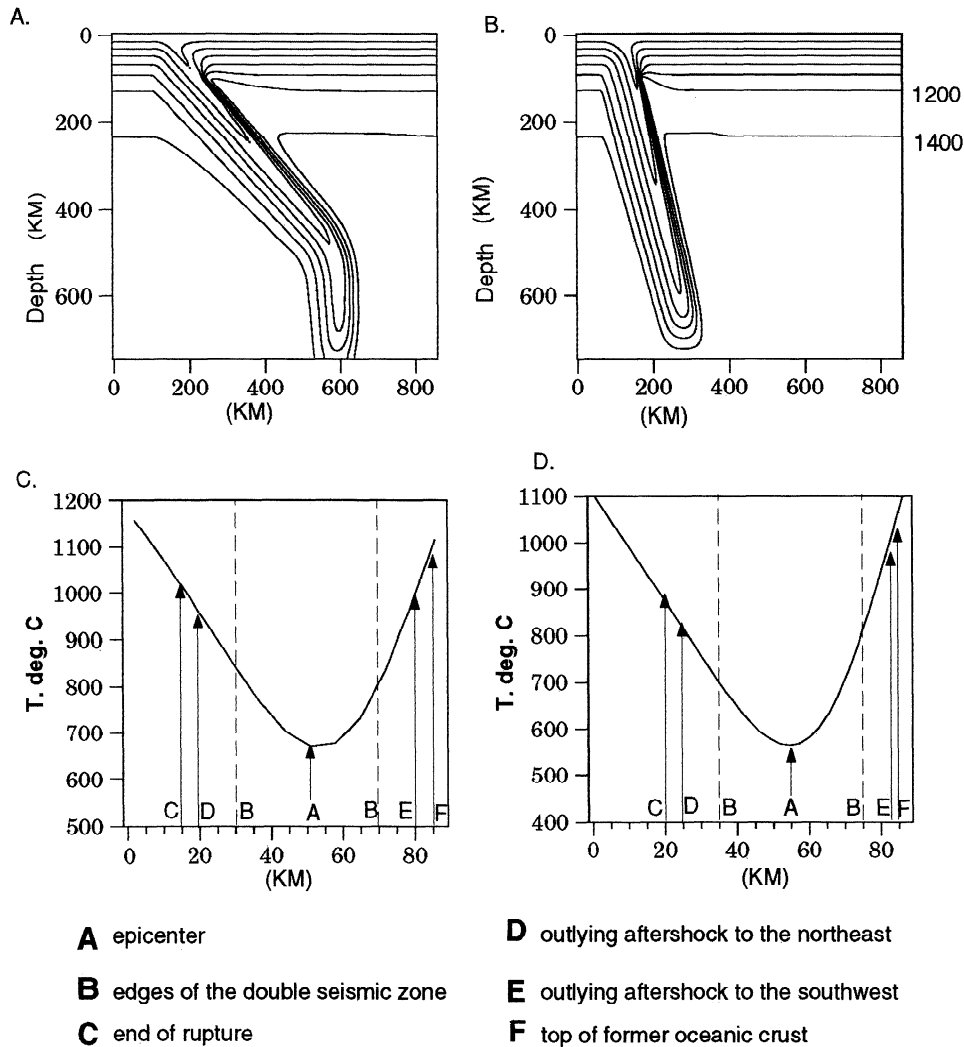 A.
0
200
400
600
Depth (KM)
0 200 400 600 800
(KM)
B.
0
200
400
600
Depth (KM)
1200
1400
0 200 400 600 800
(KM)
C.
1200
1100
1000
900
800
700
600
500
T. deg. C
C D B A B E F
0 20 40 60 80
(KM)
D.
1100
1000
900
800
700
600
500
400
T. deg. C
C D B A B E F
0 20 40 60 80
(KM)
A epicenter
B edges of the double seismic zone
C end of rupture
D outlying aftershock to the northeast
E outlying aftershock to the southwest
F top of former oceanic crust